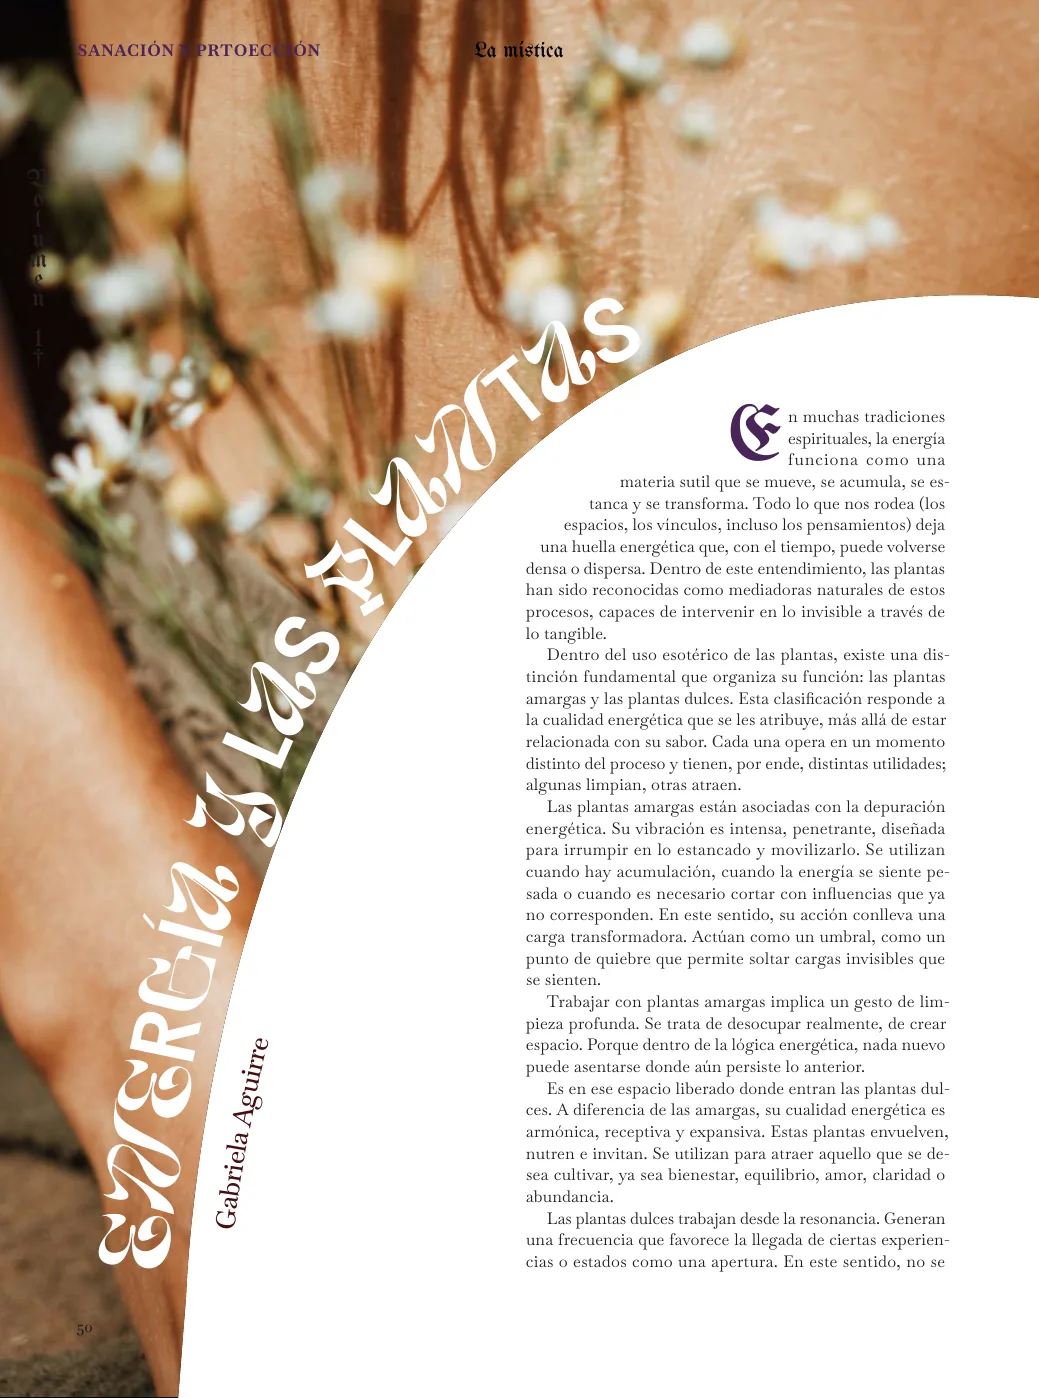 SANACIÓN Y PRTOECCIÓN
La mística
Volumen 1†
ENERGÍA Y LAS PLANTAS
Gabriela Aguirre
En muchas tradiciones
espirituales, la energía
funciona como una
materia sutil que se mueve, se acumula, se es-
tanca y se transforma. Todo lo que nos rodea (los
espacios, los vínculos, incluso los pensamientos) deja
una huella energética que, con el tiempo, puede volverse
densa o dispersa. Dentro de este entendimiento, las plantas
han sido reconocidas como mediadoras naturales de estos
procesos, capaces de intervenir en lo invisible a través de
lo tangible.
Dentro del uso esotérico de las plantas, existe una dis-
tinción fundamental que organiza su función: las plantas
amargas y las plantas dulces. Esta clasificación responde a
la cualidad energética que se les atribuye, más allá de estar
relacionada con su sabor. Cada una opera en un momento
distinto del proceso y tienen, por ende, distintas utilidades;
algunas limpian, otras atraen.
Las plantas amargas están asociadas con la depuración
energética. Su vibración es intensa, penetrante, diseñada
para irrumpir en lo estancado y movilizarlo. Se utilizan
cuando hay acumulación, cuando la energía se siente pe-
sada o cuando es necesario cortar con influencias que ya
no corresponden. En este sentido, su acción conlleva una
carga transformadora. Actúan como un umbral, como un
punto de quiebre que permite soltar cargas invisibles que
se sienten.
Trabajar con plantas amargas implica un gesto de lim-
pieza profunda. Se trata de desocupar realmente, de crear
espacio. Porque dentro de la lógica energética, nada nuevo
puede asentarse donde aún persiste lo anterior.
Es en ese espacio liberado donde entran las plantas dul-
ces. A diferencia de las amargas, su cualidad energética es
armónica, receptiva y expansiva. Estas plantas envuelven,
nutren e invitan. Se utilizan para atraer aquello que se de-
sea cultivar, ya sea bienestar, equilibrio, amor, claridad o
abundancia.
Las plantas dulces trabajan desde la resonancia. Generan
una frecuencia que favorece la llegada de ciertas experien-
cias o estados como una apertura. En este sentido, no se
50